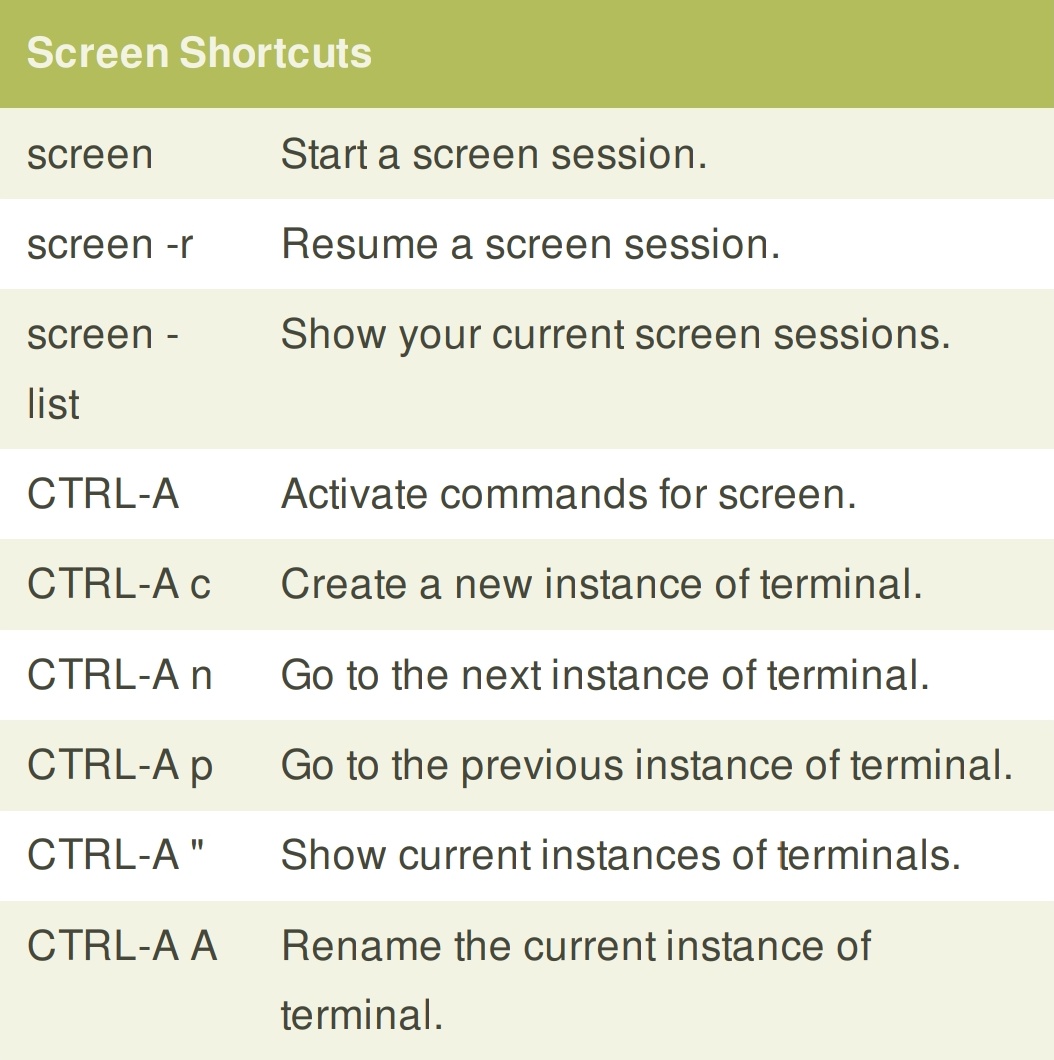 Screen Shortcuts
screen Start a screen session.
screen -r Resume a screen session.
screen - Show your current screen sessions.
list
CTRL-A Activate commands for screen.
CTRL-A c Create a new instance of terminal.
CTRL-A n Go to the next instance of terminal.
CTRL-A p Go to the previous instance of terminal.
CTRL-A " Show current instances of terminals.
CTRL-A A Rename the current instance of
terminal.